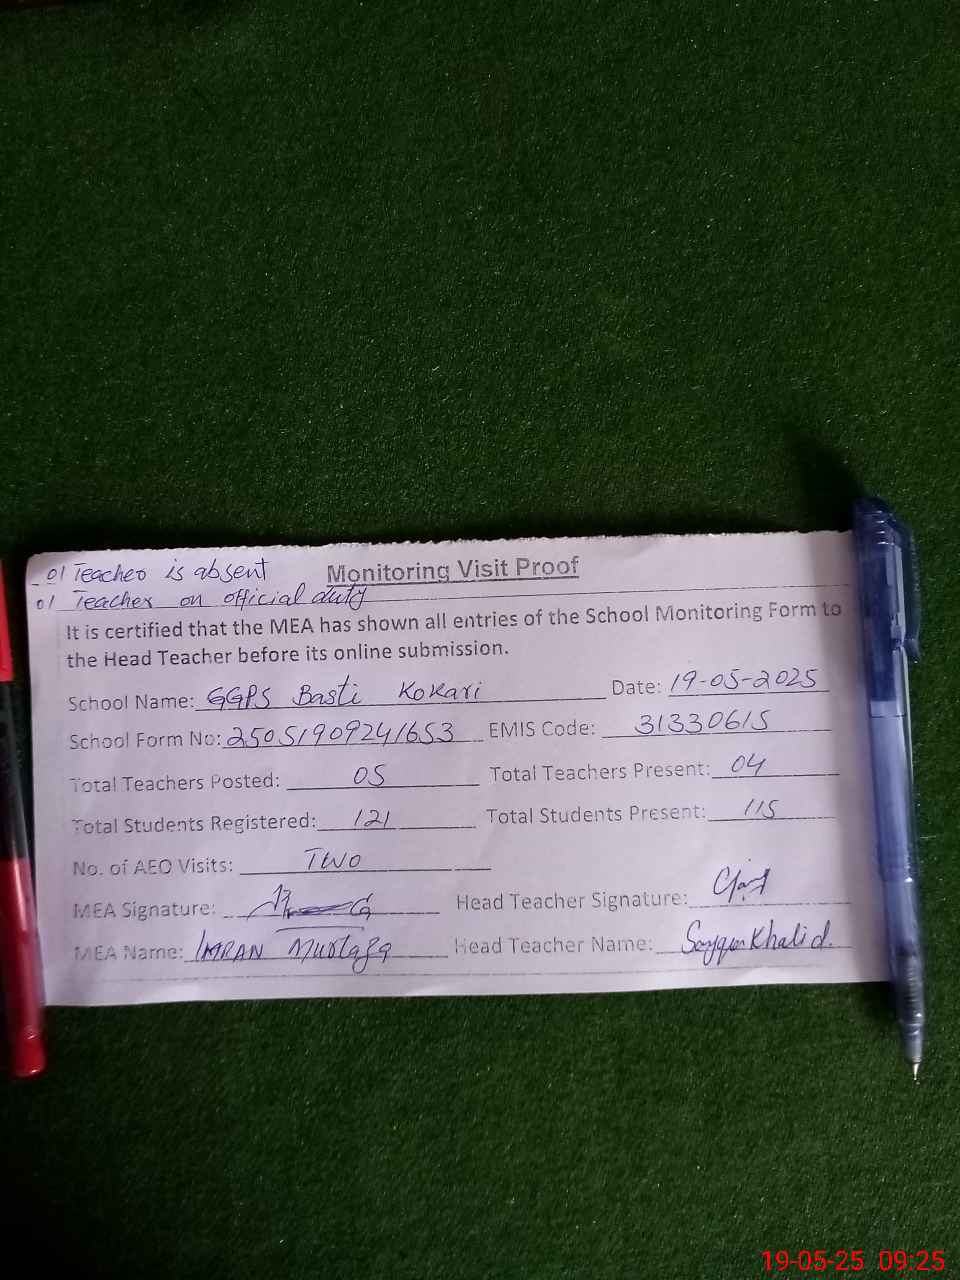 01 Teacher is absent
Monitoring Visit Proof
01 Teacher on official duty
It is certified that the MEA has shown all entries of the School Monitoring Form to
the Head Teacher before its online submission.
School Name: GGPS Basti Kokari Date: 19-05-2025
School Form No: 25051909241653 EMIS Code: 31330615
Total Teachers Posted: 05 Total Teachers Present: 04
Total Students Registered: 121 Total Students Present: 115
No. of AEO Visits: TWO
MEA Signature: Head Teacher Signature:
MEA Name: IMRAN Murtaza Head Teacher Name: Khalid.
19-05-25 09:25